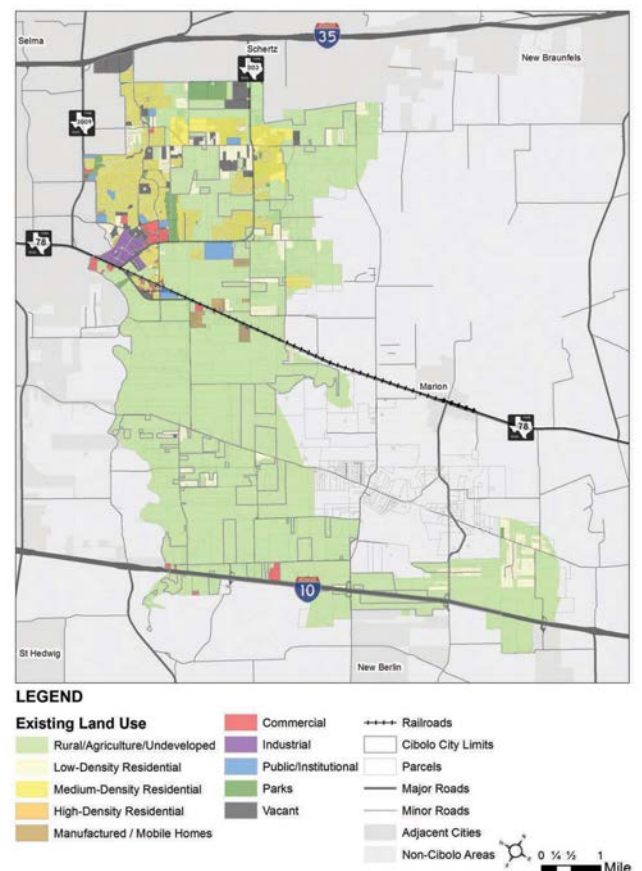 Selma
35
Schertz
New Braunfels
3009
78
Marion
78
10
St Hedwig
New Berlin
LEGEND
Existing Land Use
Rural/Agriculture/Undeveloped
Low-Density Residential
Medium-Density Residential
High-Density Residential
Manufactured / Mobile Homes
Commercial
Industrial
Public/Institutional
Parks
Vacant
Railroads
Cibolo City Limits
Parcels
Major Roads
Minor Roads
Adjacent Cities
Non-Cibolo Areas
0 ¼ ½ 1
Mile